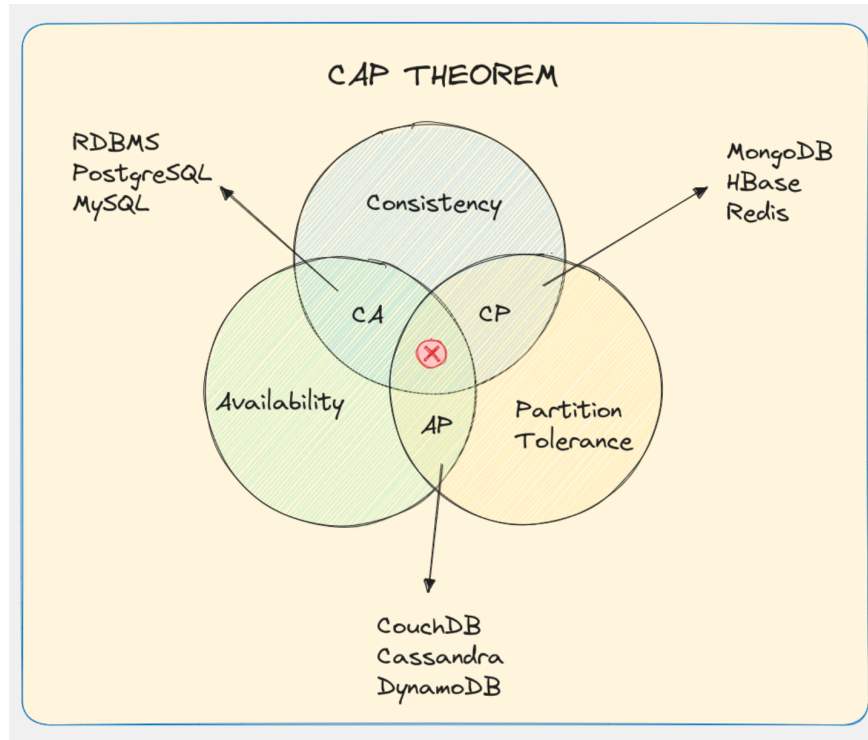 CAP THEOREM
RDBMS
PostgreSQL
MySQL
MongoDB
HBase
Redis
Consistency
CA
CP
Availability
Partition
Tolerance
AP
CouchDB
Cassandra
DynamoDB